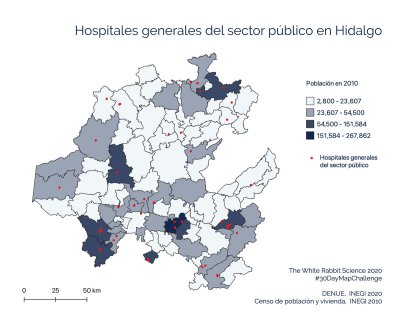 Hospitales generales del sector público en Hidalgo
Población en 2010
2,800 - 23,607
23,607 - 54,500
54,500 - 151,584
151,584 - 267,862
Hospitales generales
del sector público
The White Rabbit Science 2020
#30DayMapChallenge
DENUE, INEGI 2020
Censo de población y vivienda, INEGI 2010
0 25 50 km